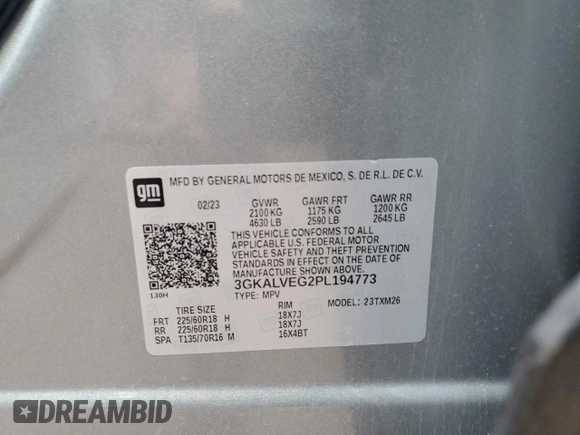 gm
MFD BY GENERAL MOTORS DE MEXICO, S. DE R.L. DE C.V.
02/23 GVWR GAWR FRT GAWR RR
2100 KG 1175 KG 1200 KG
4630 LB 2590 LB 2645 LB
THIS VEHICLE CONFORMS TO ALL
APPLICABLE U.S. FEDERAL MOTOR
VEHICLE SAFETY AND THEFT PREVENTION
STANDARDS IN EFFECT ON THE DATE OF
MANUFACTURE SHOWN ABOVE.
3GKALVEG2PL194773
130H
TYPE: MPV MODEL: 23TXM26
TIRE SIZE RIM
FRT 225/60R18 H 18X7J
RR 225/60R18 H 18X7J
SPA T135/70R16 M 16X4BT
DREAMBID